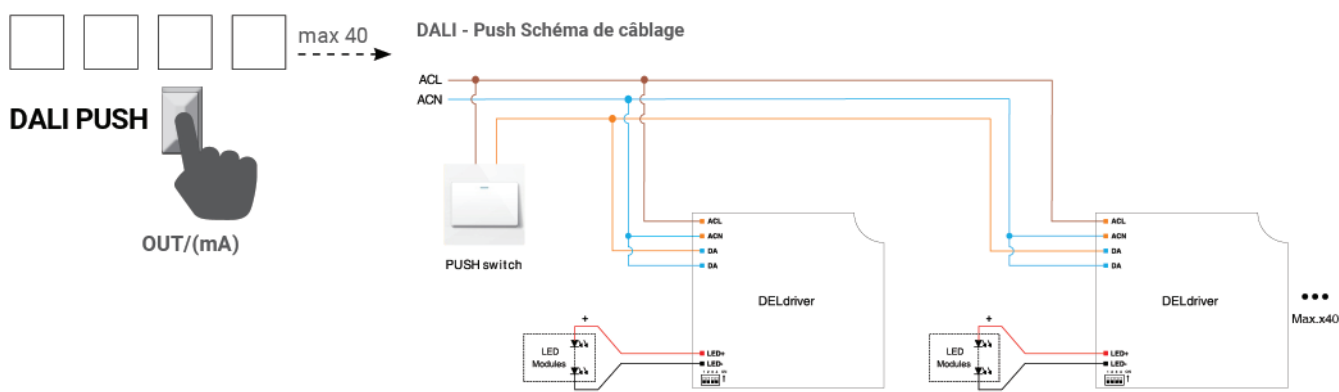 max 40
DALI - Push Schéma de câblage
DALI PUSH
OUT/(mA)
ACL
ACN
PUSH switch
ACL
ACN
DA
DA
DELdriver
+
LED
Modules
LED+
LED-
ACL
ACN
DA
DA
DELdriver
+
LED
Modules
LED+
LED-
•••
Max.x40